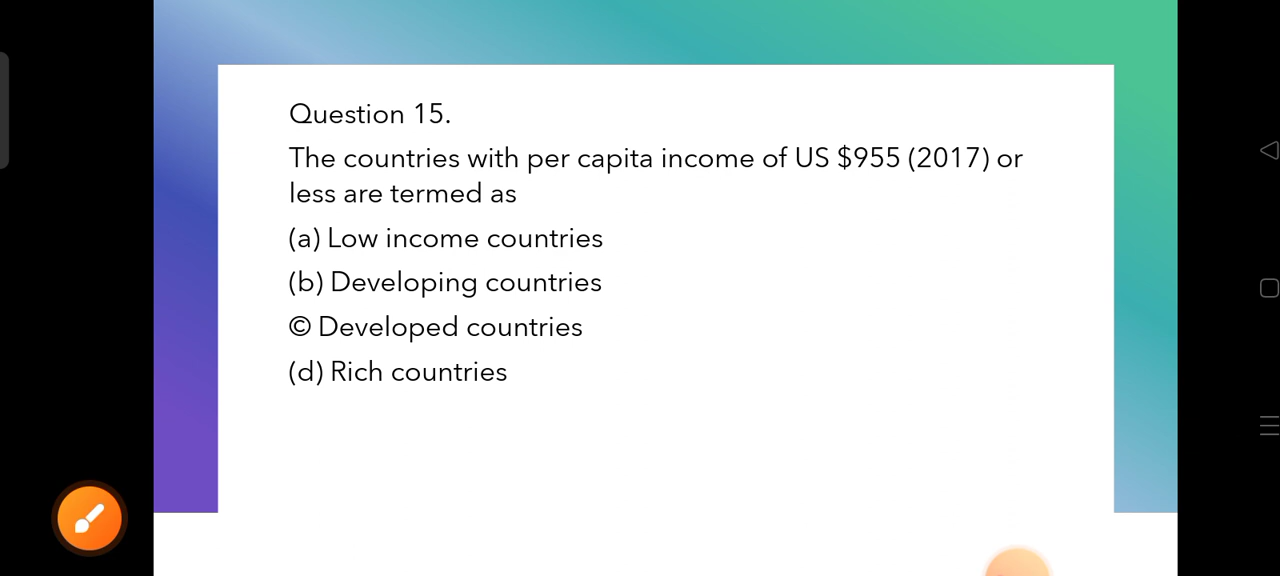 Question 15.
The countries with per capita income of US $955 (2017) or
less are termed as
(a) Low income countries
(b) Developing countries
© Developed countries
(d) Rich countries